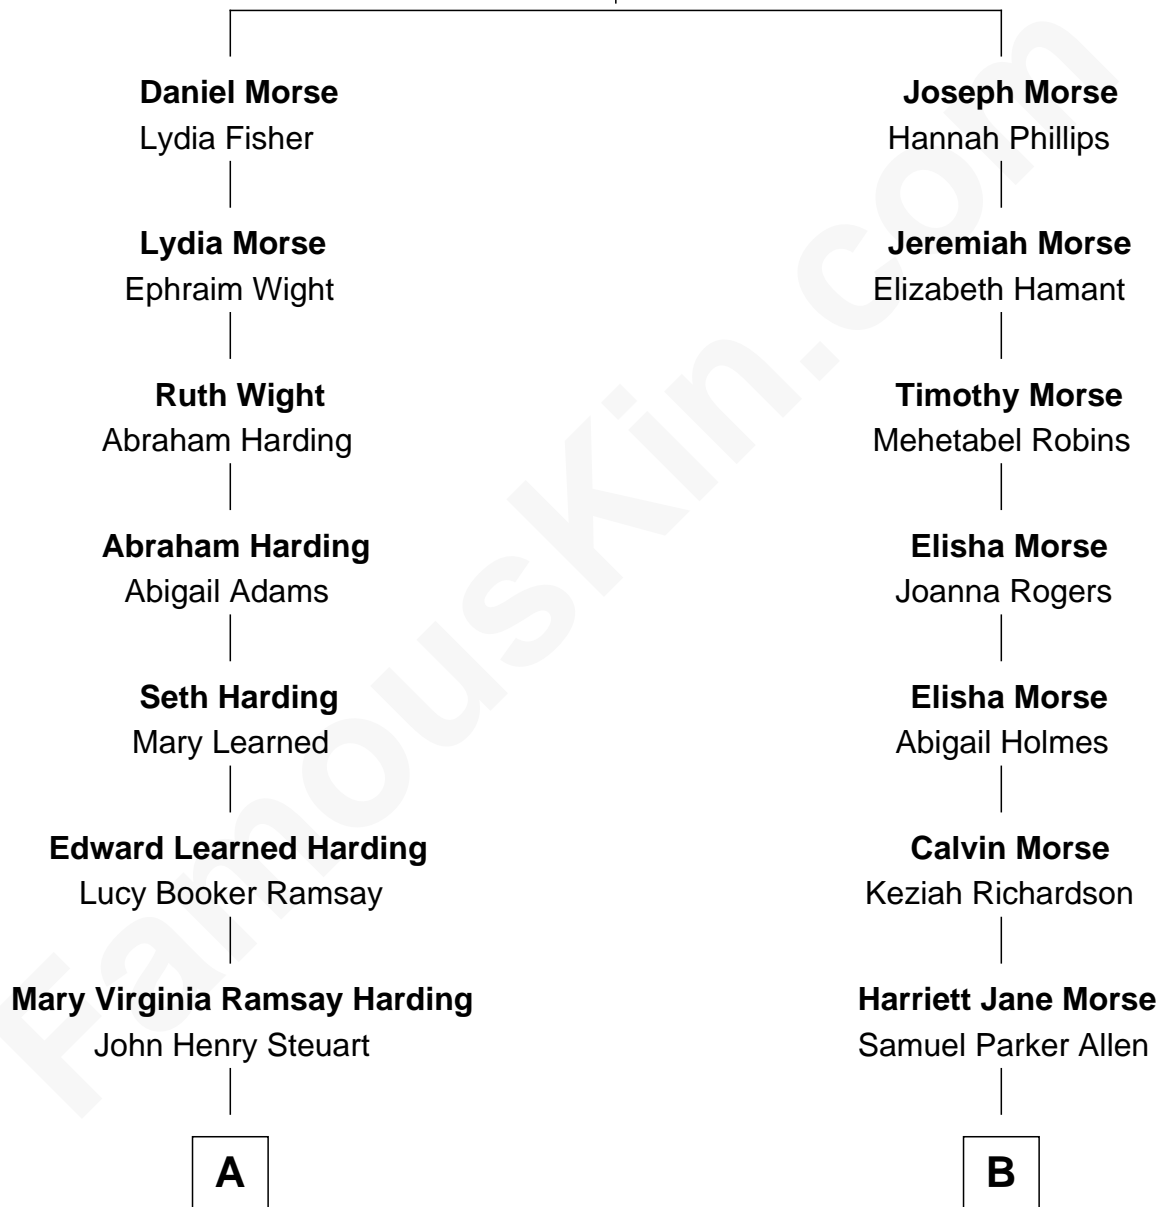 Daniel Morse
Lydia Fisher
Lydia Morse
Ephraim Wight
Ruth Wight
Abraham Harding
Abraham Harding
Abigail Adams
Seth Harding
Mary Learned
Edward Learned Harding
Lucy Booker Ramsay
Mary Virginia Ramsay Harding
John Henry Steuart
A
Joseph Morse
Hannah Phillips
Jeremiah Morse
Elizabeth Hamant
Timothy Morse
Mehetabel Robins
Elisha Morse
Joanna Rogers
Elisha Morse
Abigail Holmes
Calvin Morse
Keziah Richardson
Harriett Jane Morse
Samuel Parker Allen
B
FamousKin.com